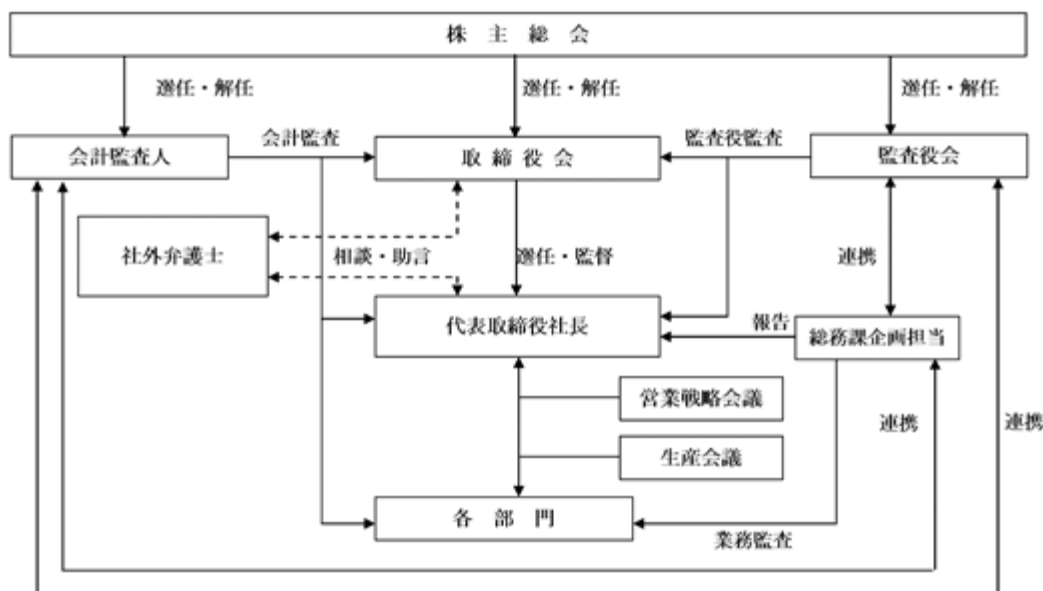 株主総会
選任・解任
選任・解任
選任・解任
会計監査人
会計監査
取締役会
監査役監査
監査役会
社外弁護士
相談・助言
選任・監督
連携
代表取締役社長
報告
総務課企画担当
営業戦略会議
連携
連携
生産会議
各部門
業務監査